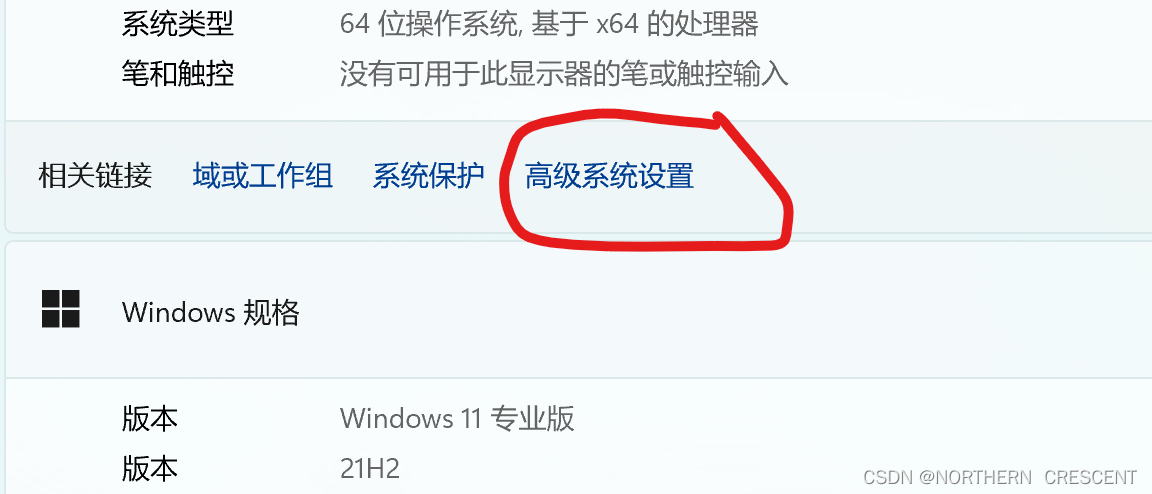 系统类型 64 位操作系统, 基于 x64 的处理器
笔和触控 没有可用于此显示器的笔或触控输入
相关链接 域或工作组 系统保护 高级系统设置
Windows 规格
版本 Windows 11 专业版
版本 21H2
CSDN @NORTHERN CRESCENT